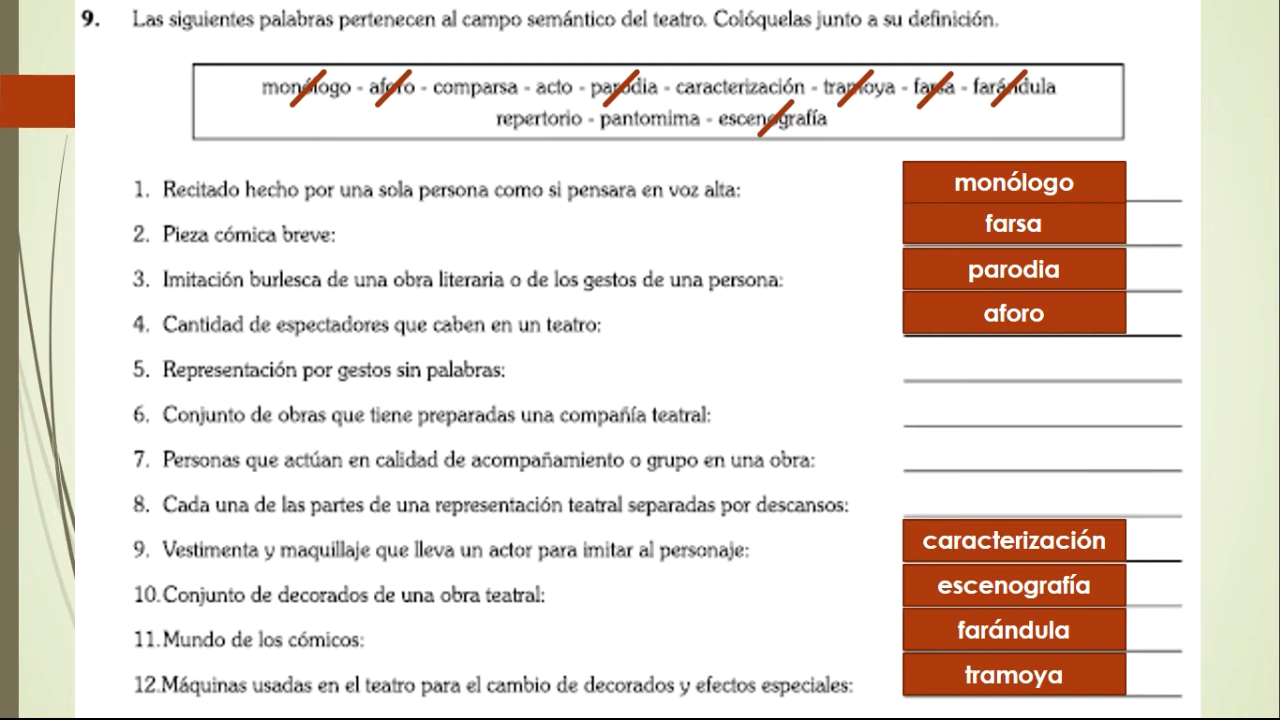 9. Las siguientes palabras pertenecen al campo semántico del teatro. Colóquelas junto a su definición.
monólogo - aforo - comparsa - acto - parodia - caracterización - tramoya - farsa - farándula
repertorio - pantomima - escenografía
1. Recitado hecho por una sola persona como si pensara en voz alta: monólogo
2. Pieza cómica breve: farsa
3. Imitación burlesca de una obra literaria o de los gestos de una persona: parodia
4. Cantidad de espectadores que caben en un teatro: aforo
5. Representación por gestos sin palabras:
6. Conjunto de obras que tiene preparadas una compañía teatral:
7. Personas que actúan en calidad de acompañamiento o grupo en una obra:
8. Cada una de las partes de una representación teatral separadas por descansos:
9. Vestimenta y maquillaje que lleva un actor para imitar al personaje: caracterización
10. Conjunto de decorados de una obra teatral: escenografía
11. Mundo de los cómicos: farándula
12. Máquinas usadas en el teatro para el cambio de decorados y efectos especiales: tramoya